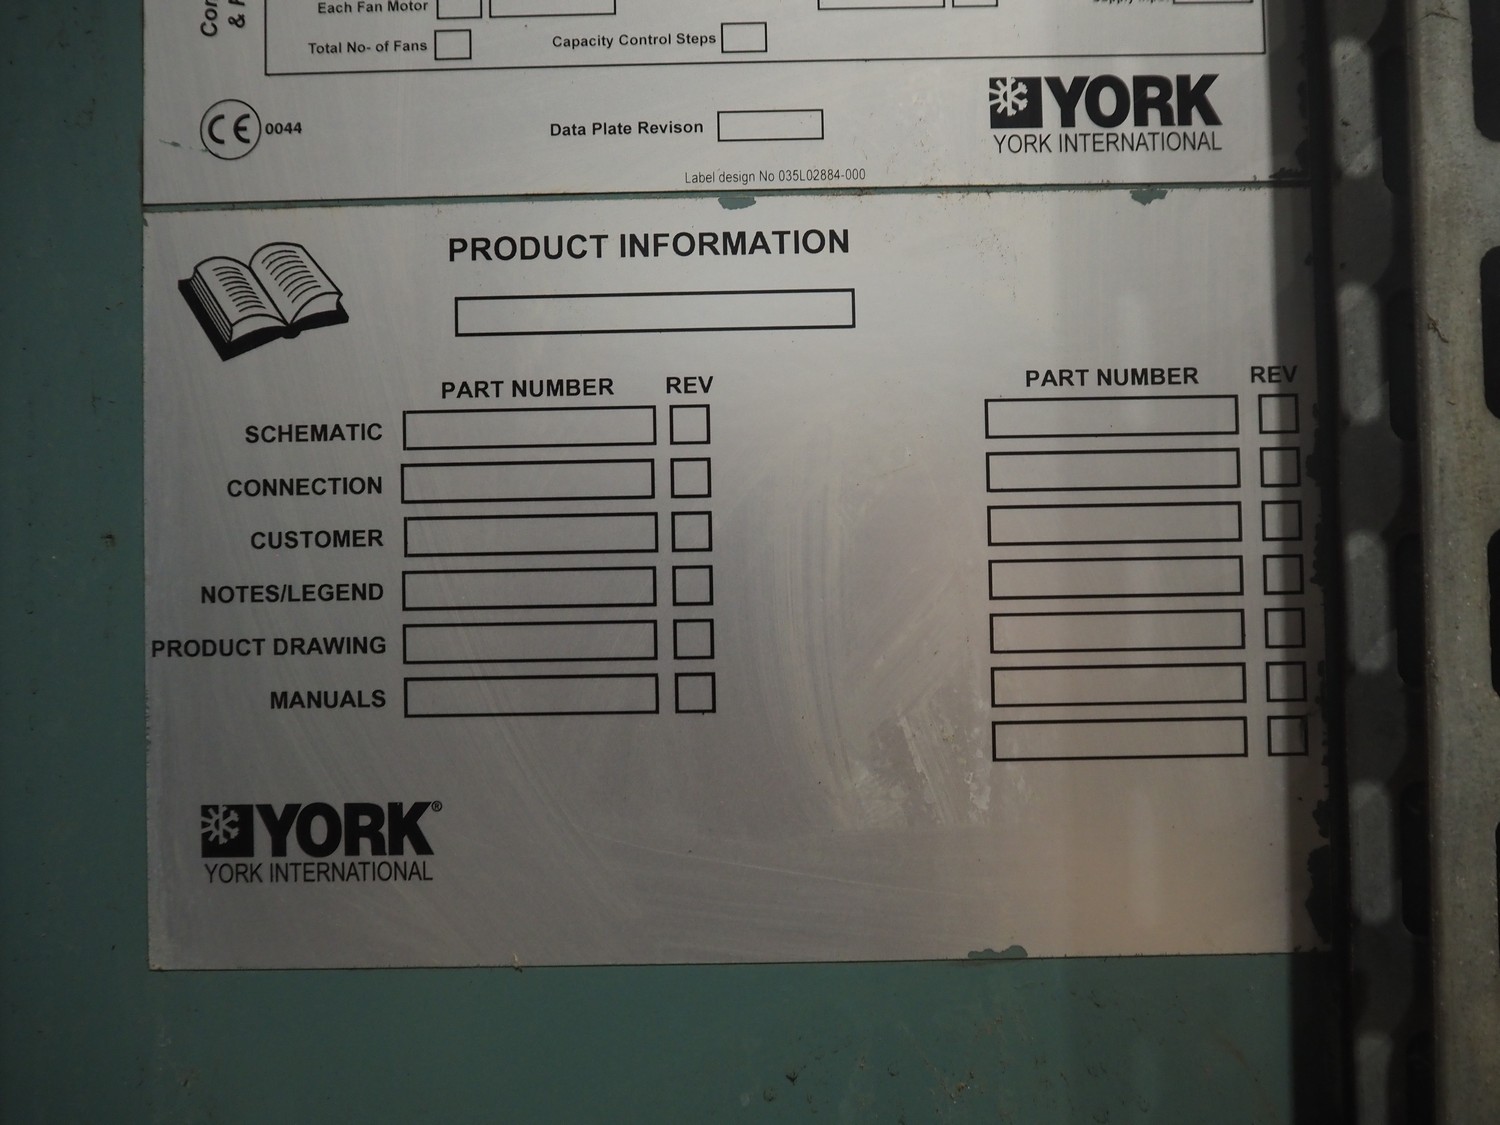 Each Fan Motor
Total No- of Fans
Capacity Control Steps
CE 0044
Data Plate Revison
YORK
YORK INTERNATIONAL
Label design No 035L02884-000
PRODUCT INFORMATION
PART NUMBER REV
PART NUMBER REV
SCHEMATIC
CONNECTION
CUSTOMER
NOTES/LEGEND
PRODUCT DRAWING
MANUALS
YORK®
YORK INTERNATIONAL